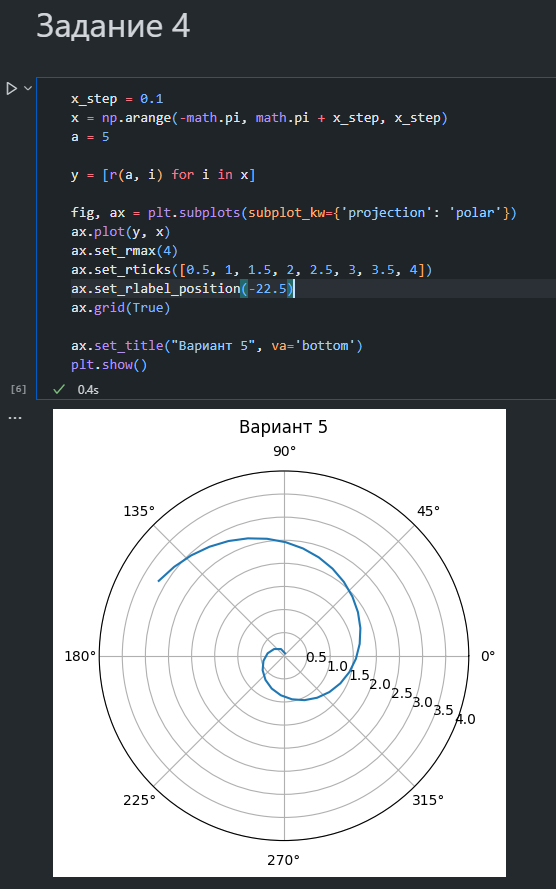 Задание 4
x_step = 0.1
x = np.arange(-math.pi, math.pi + x_step, x_step)
a = 5
y = [r(a, i) for i in x]
fig, ax = plt.subplots(subplot_kw={'projection': 'polar'})
ax.plot(y, x)
ax.set_rmax(4)
ax.set_rticks([0.5, 1, 1.5, 2, 2.5, 3, 3.5, 4])
ax.set_rlabel_position(-22.5)
ax.grid(True)
ax.set_title("Вариант 5", va='bottom')
plt.show()
[6]
0.4s
Вариант 5
90°
135°
45°
180°
0°
0.5
1.0
1.5
2.0
2.5
3.0
3.5
4.0
225°
315°
270°